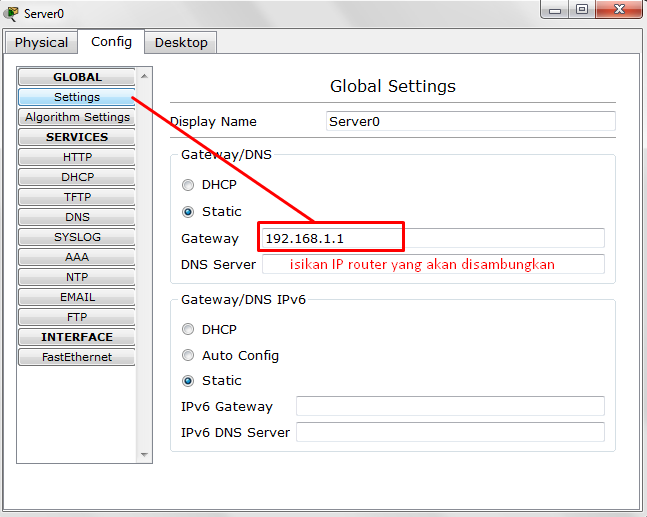 Server0
Physical Config Desktop
GLOBAL
Settings
Algorithm Settings
SERVICES
HTTP
DHCP
TFTP
DNS
SYSLOG
AAA
NTP
EMAIL
FTP
INTERFACE
FastEthernet
Global Settings
Display Name Server0
Gateway/DNS
DHCP
Static
Gateway 192.168.1.1
DNS Server isikan IP router yang akan disambungkan
Gateway/DNS IPv6
DHCP
Auto Config
Static
IPv6 Gateway
IPv6 DNS Server